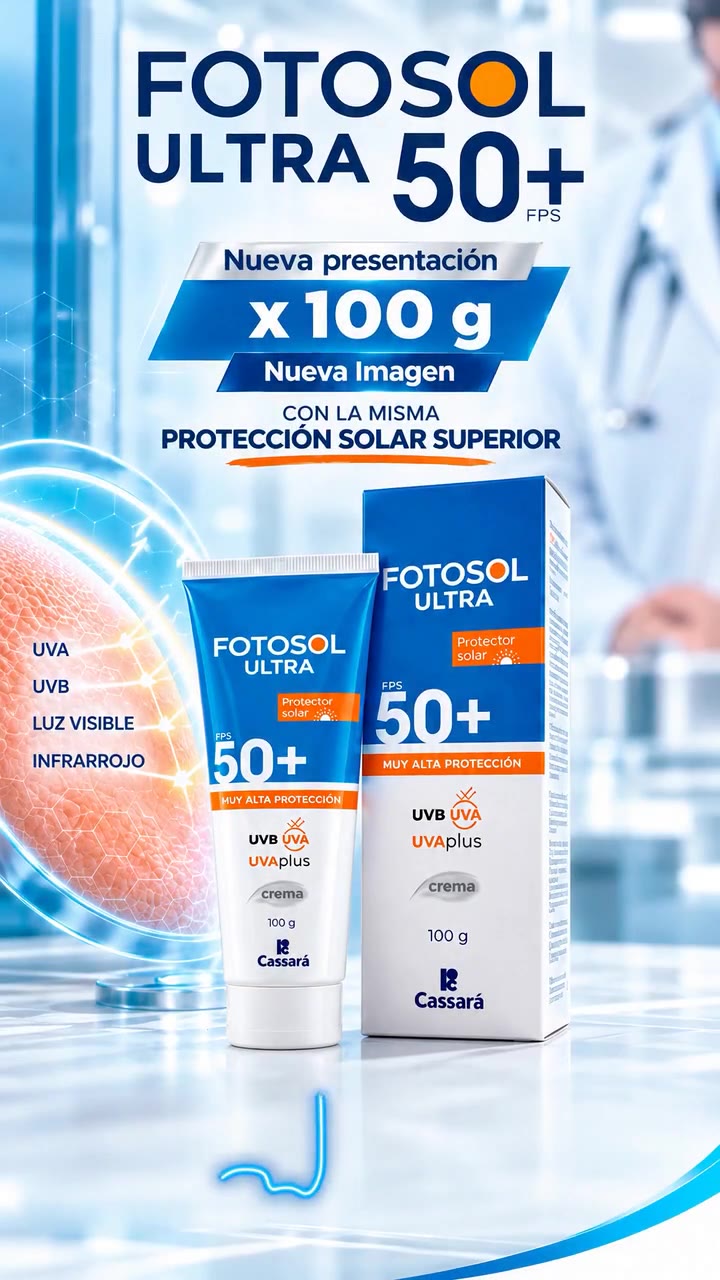 FOTOSOL
ULTRA 50+
FPS
Nueva presentación
x 100 g
Nueva Imagen
CON LA MISMA
PROTECCIÓN SOLAR SUPERIOR
UVA
UVB
LUZ VISIBLE
INFRARROJO
FOTOSOL
ULTRA
Protector
solar
FPS
50+
MUY ALTA PROTECCIÓN
UVB UVA
UVAplus
crema
100 g
Cassará
FOTOSOL
ULTRA
Protector
solar
FPS
50+
MUY ALTA PROTECCIÓN
UVB UVA
UVAplus
crema
100 g
Cassará